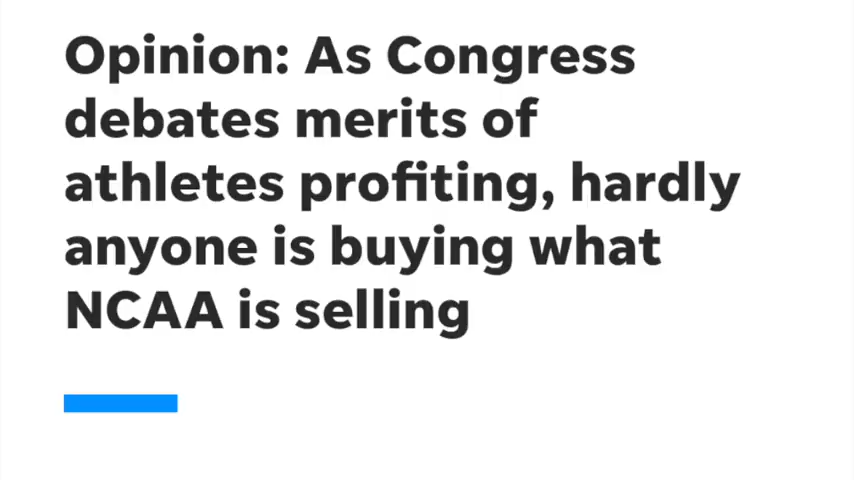 Opinion: As Congress
debates merits of
athletes profiting, hardly
anyone is buying what
NCAA is selling